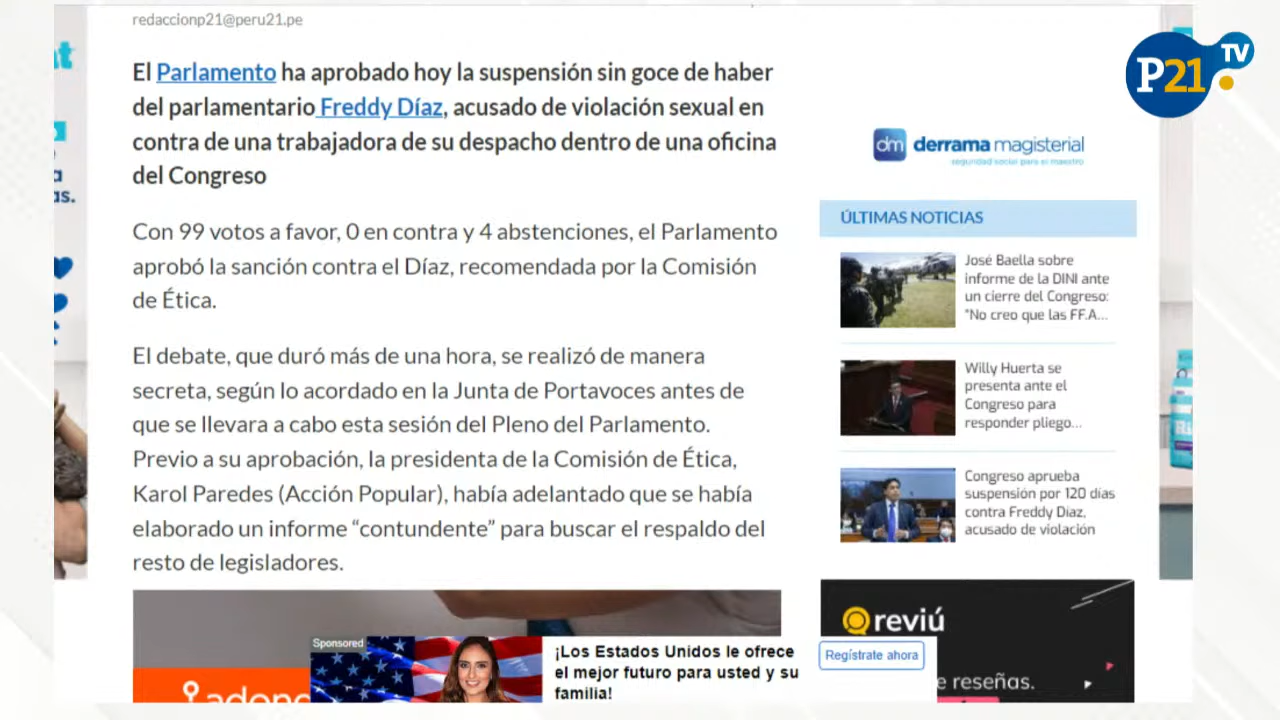 redaccionp21@peru21.pe
El Parlamento ha aprobado hoy la suspensión sin goce de haber
del parlamentario Freddy Díaz, acusado de violación sexual en
contra de una trabajadora de su despacho dentro de una oficina
del Congreso
Con 99 votos a favor, 0 en contra y 4 abstenciones, el Parlamento
aprobó la sanción contra el Díaz, recomendada por la Comisión
de Ética.
El debate, que duró más de una hora, se realizó de manera
secreta, según lo acordado en la Junta de Portavoces antes de
que se llevara a cabo esta sesión del Pleno del Parlamento.
Previo a su aprobación, la presidenta de la Comisión de Ética,
Karol Paredes (Acción Popular), había adelantado que se había
elaborado un informe “contundente” para buscar el respaldo del
resto de legisladores.
P21 TV
dm derrama magisterial
seguridad social para el maestro
ÚLTIMAS NOTICIAS
José Baella sobre
informe de la DINI ante
un cierre del Congreso:
"No creo que las FF.A...
Willy Huerta se
presenta ante el
Congreso para
responder pliego...
Congreso aprueba
suspensión por 120 días
contra Freddy Díaz,
acusado de violación
Sponsored
¡Los Estados Unidos le ofrece
el mejor futuro para usted y su
familia!
Regístrate ahora
reviú
e reseñas.